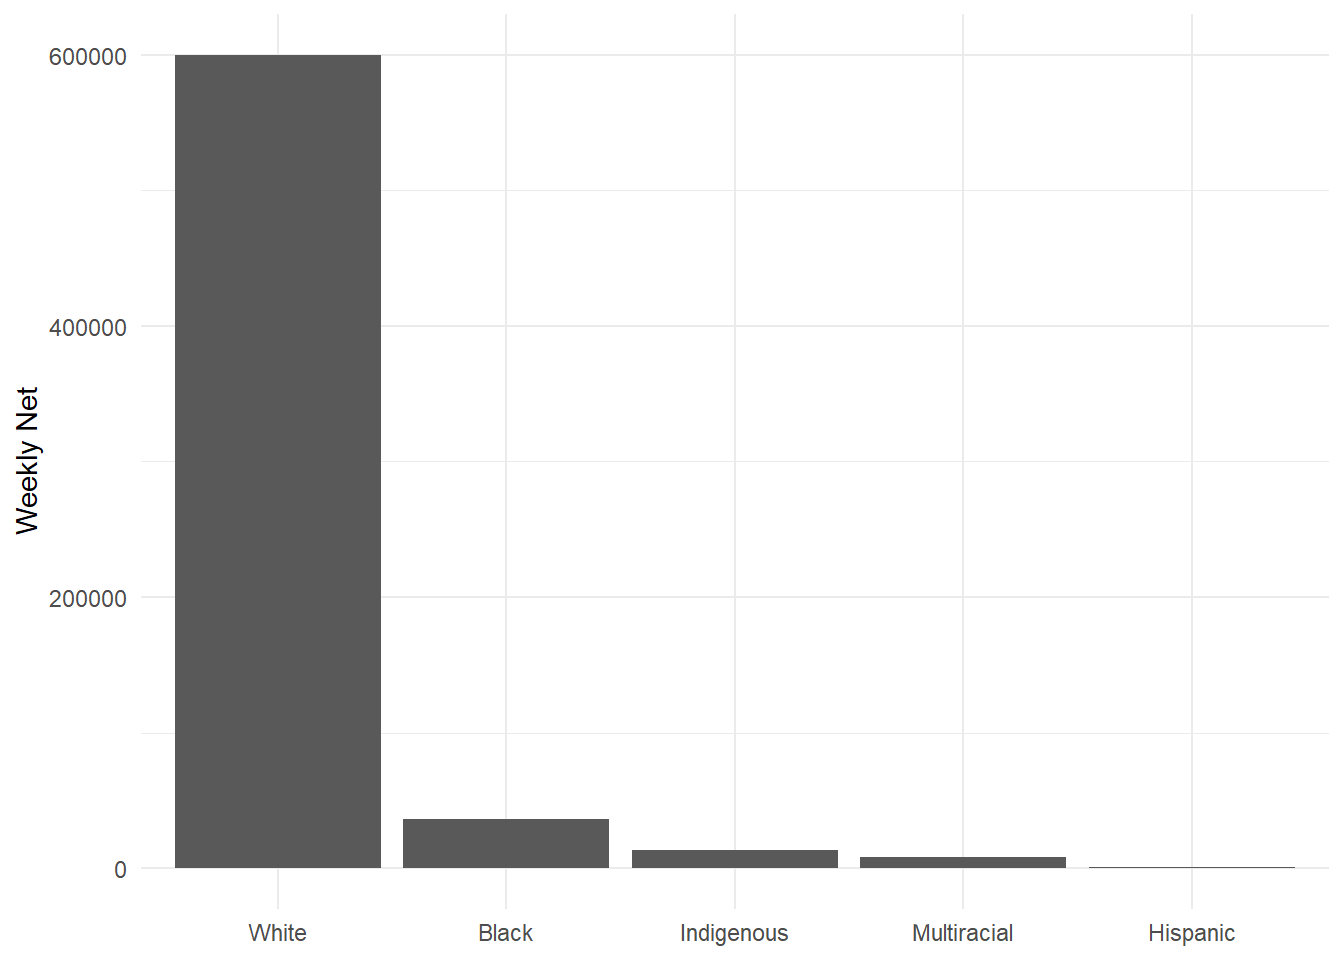 600000
400000
200000
0
Weekly Net
White
Black
Indigenous
Multiracial
Hispanic